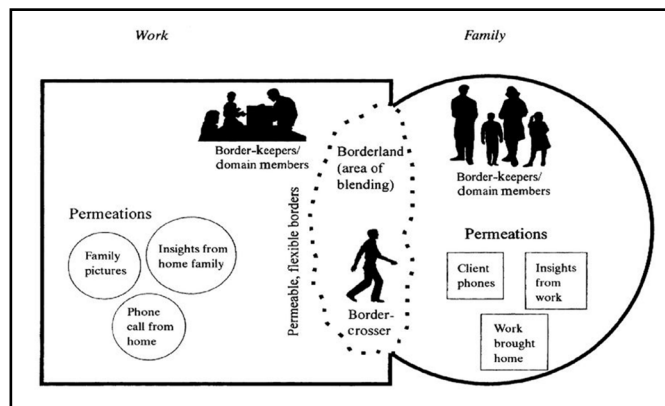 Work
Family
Border-keepers/
domain members
Borderland
(area of
blending)
Border-keepers/
domain members
Permeable, flexible borders
Permeations
Family
pictures
Insights from
home family
Phone
call from
home
Border-
crosser
Permeations
Client
phones
Insights
from
work
Work
brought
home